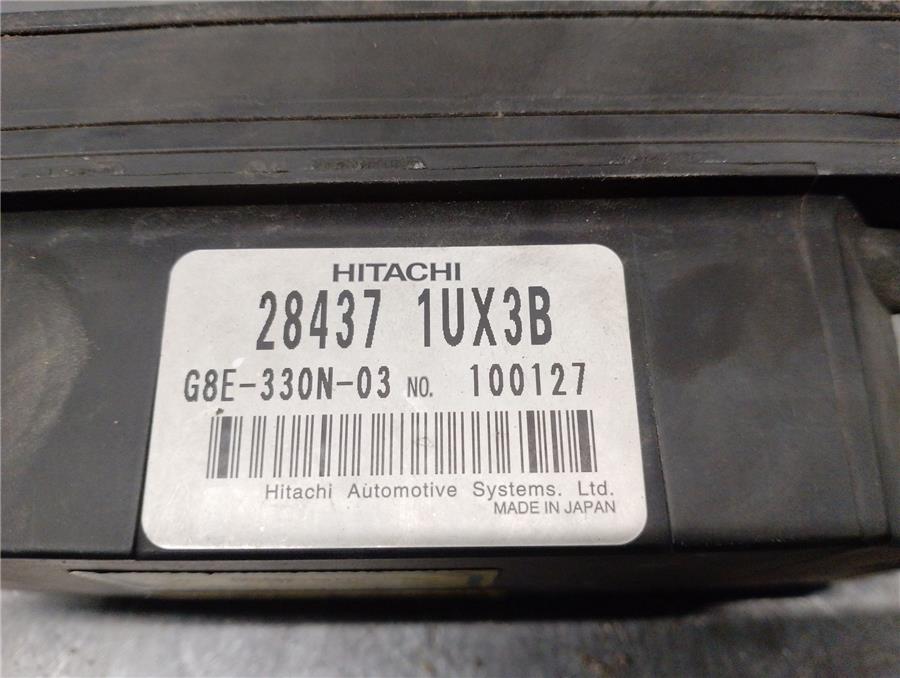 HITACHI
28437 1UX3B
G8E-330N-03 NO. 100127
Hitachi Automotive Systems. Ltd.
MADE IN JAPAN